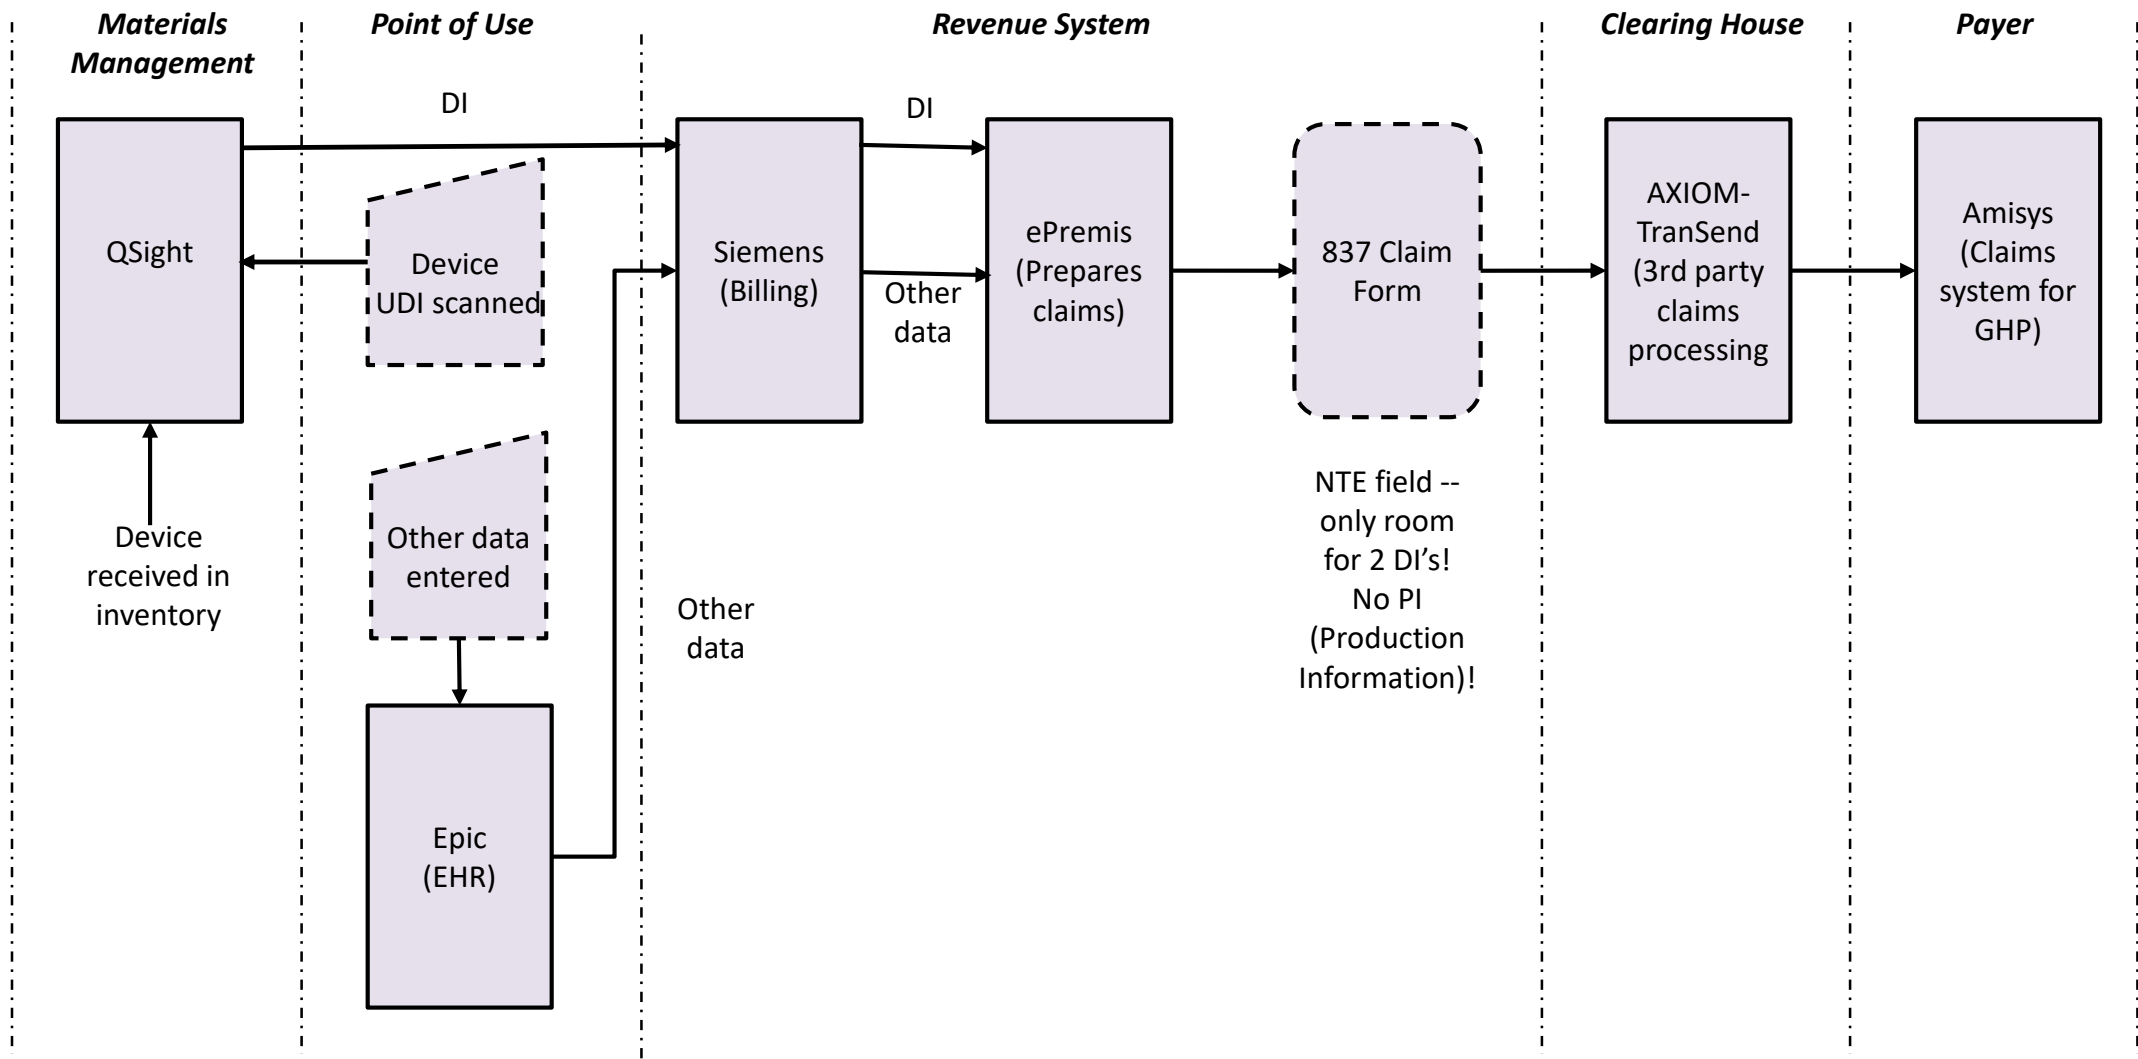 Materials
Management
Point of Use
Revenue System
Clearing House
Payer
DI
DI
QSight
Device
UDI scanned
Siemens
(Billing)
Other
data
ePremis
(Prepares
claims)
837 Claim
Form
AXIOM-
TranSend
(3rd party
claims
processing
Amisys
(Claims
system for
GHP)
Device
received in
inventory
Other data
entered
Other
data
NTE field --
only room
for 2 DI’s!
No PI
(Production
Information)!
Epic
(EHR)